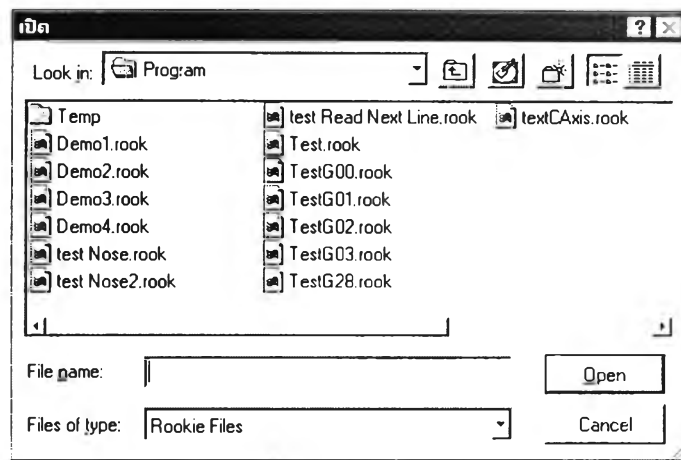 เปิด
Look in: Program
Temp
Demo1.rook
Demo2.rook
Demo3.rook
Demo4.rook
test Nose.rook
test Nose2.rook
test Read Next Line.rook
Test.rook
TestG00.rook
TestG01.rook
TestG02.rook
TestG03.rook
TestG28.rook
textCAxis.rook
File name:
Open
Files of type: Rookie Files
Cancel